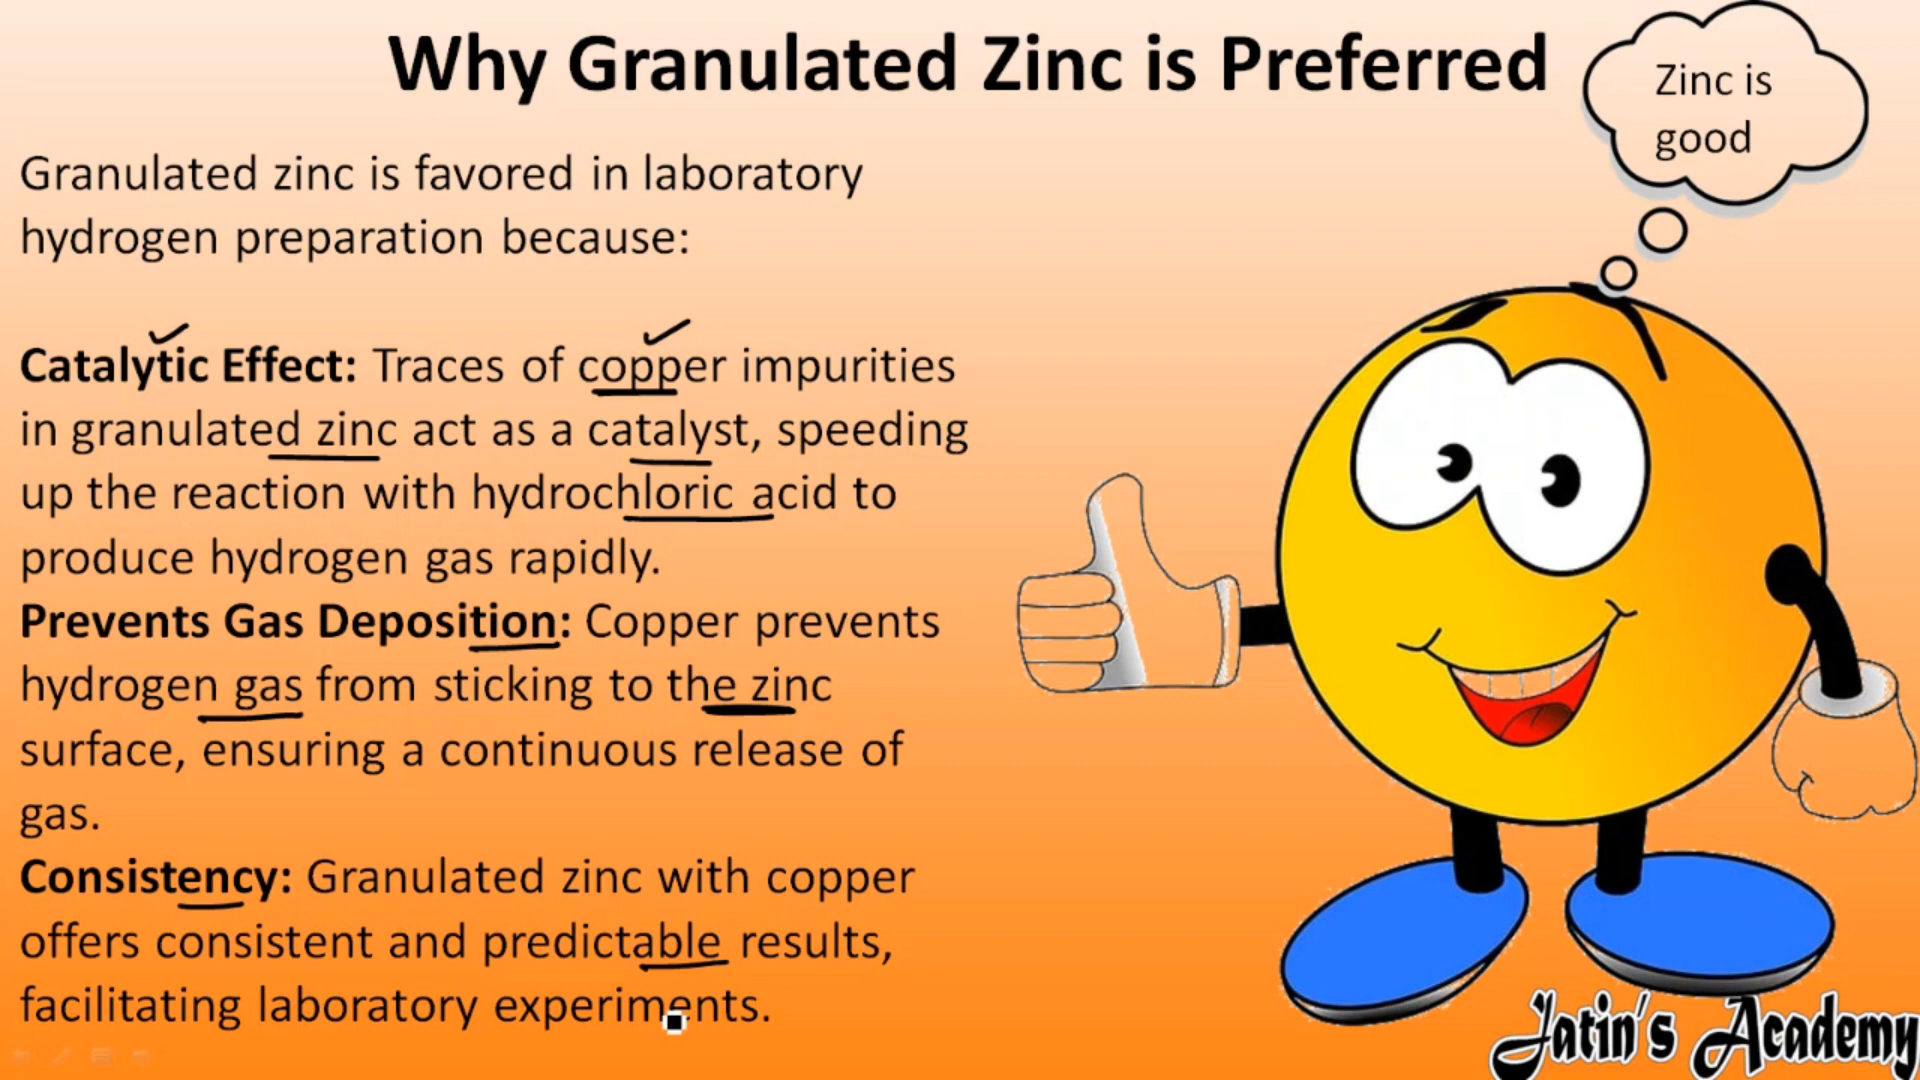 Why Granulated Zinc is Preferred
Zinc is
good
Granulated zinc is favored in laboratory
hydrogen preparation because:
Catalytic Effect: Traces of copper impurities
in granulated zinc act as a catalyst, speeding
up the reaction with hydrochloric acid to
produce hydrogen gas rapidly.
Prevents Gas Deposition: Copper prevents
hydrogen gas from sticking to the zinc
surface, ensuring a continuous release of
gas.
Consistency: Granulated zinc with copper
offers consistent and predictable results,
facilitating laboratory experiments.
Jatin's Academy